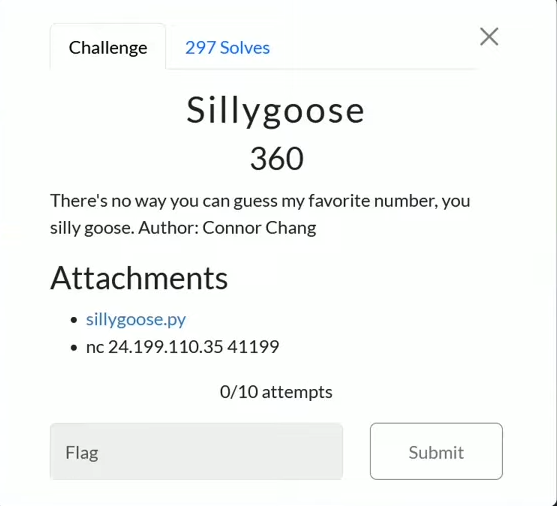 Challenge
297 Solves
Sillygoose
360
There's no way you can guess my favorite number, you
silly goose. Author: Connor Chang
Attachments
sillygoose.py
nc 24.199.110.35 41199
0/10 attempts
Flag
Submit